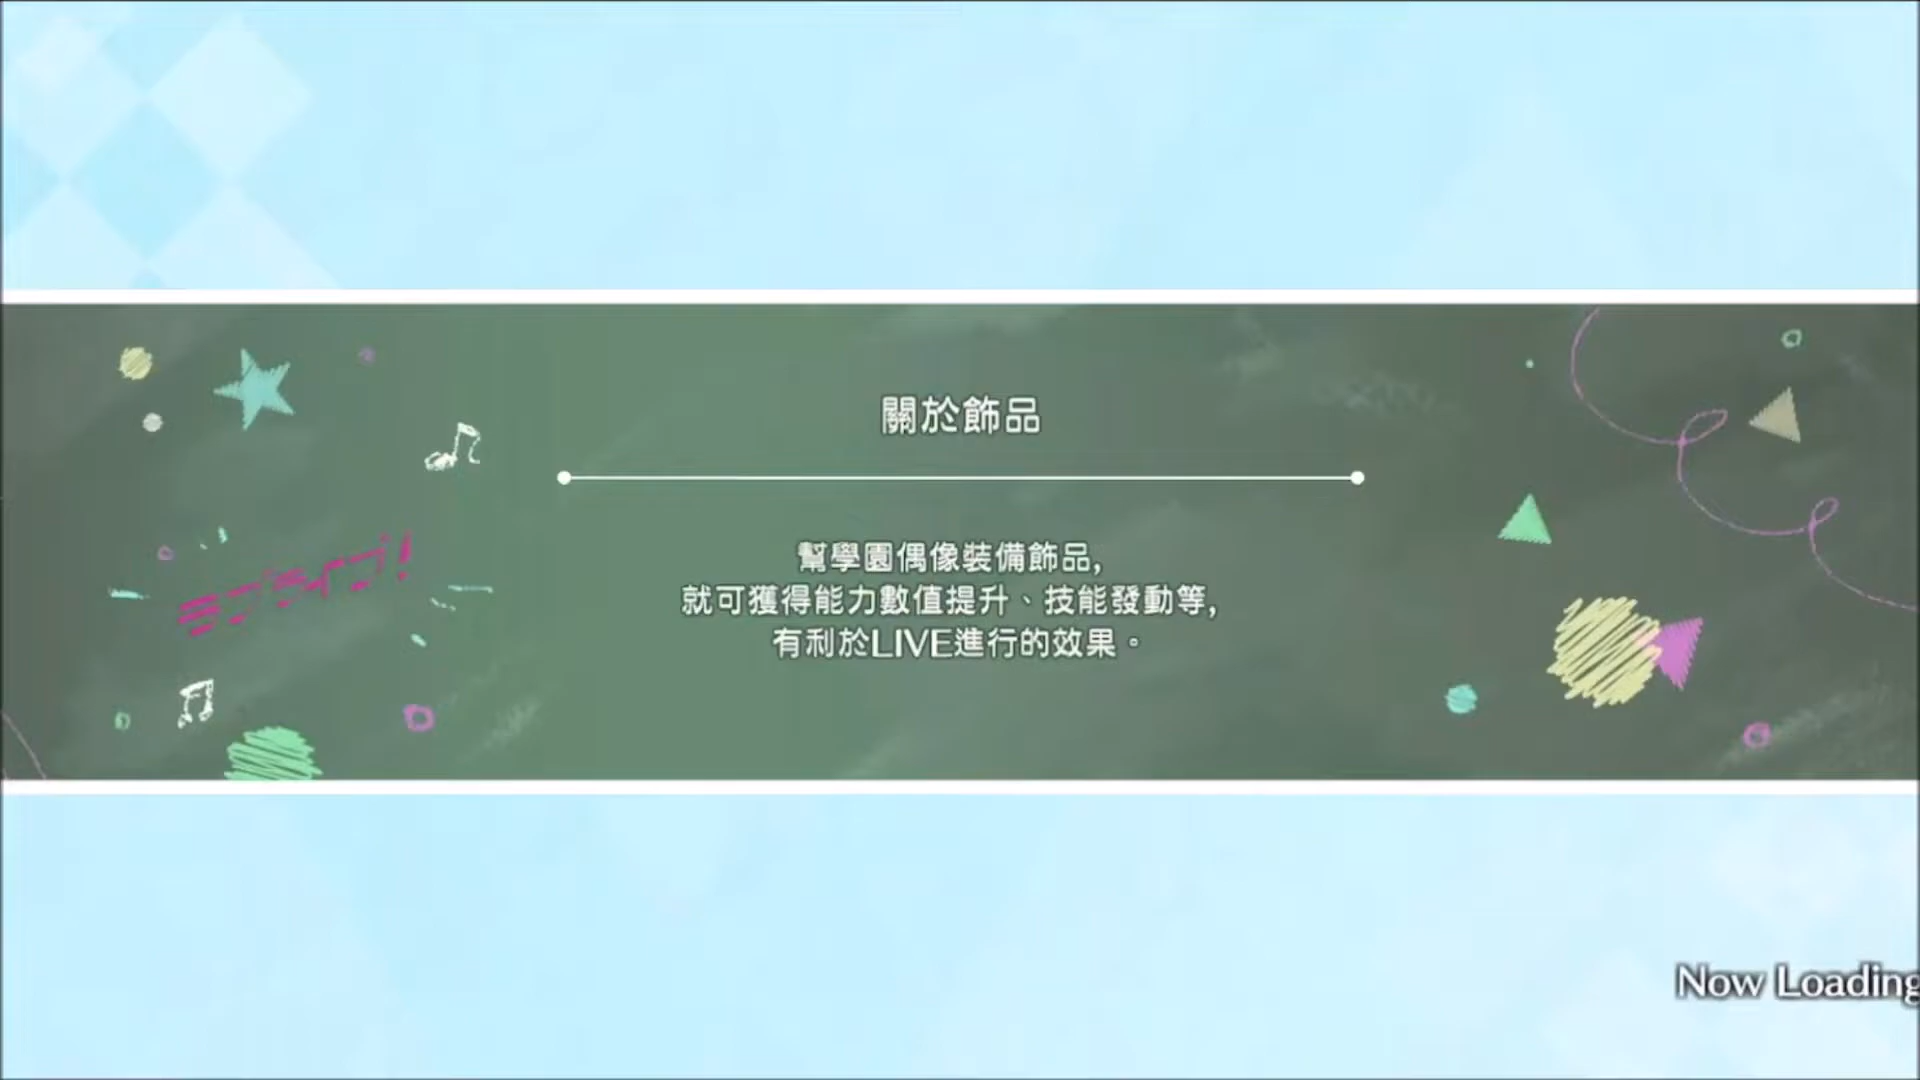 關於飾品
幫學園偶像裝備飾品,
就可獲得能力數值提升、技能發動等,
有利於LIVE進行的效果。
Now Loading